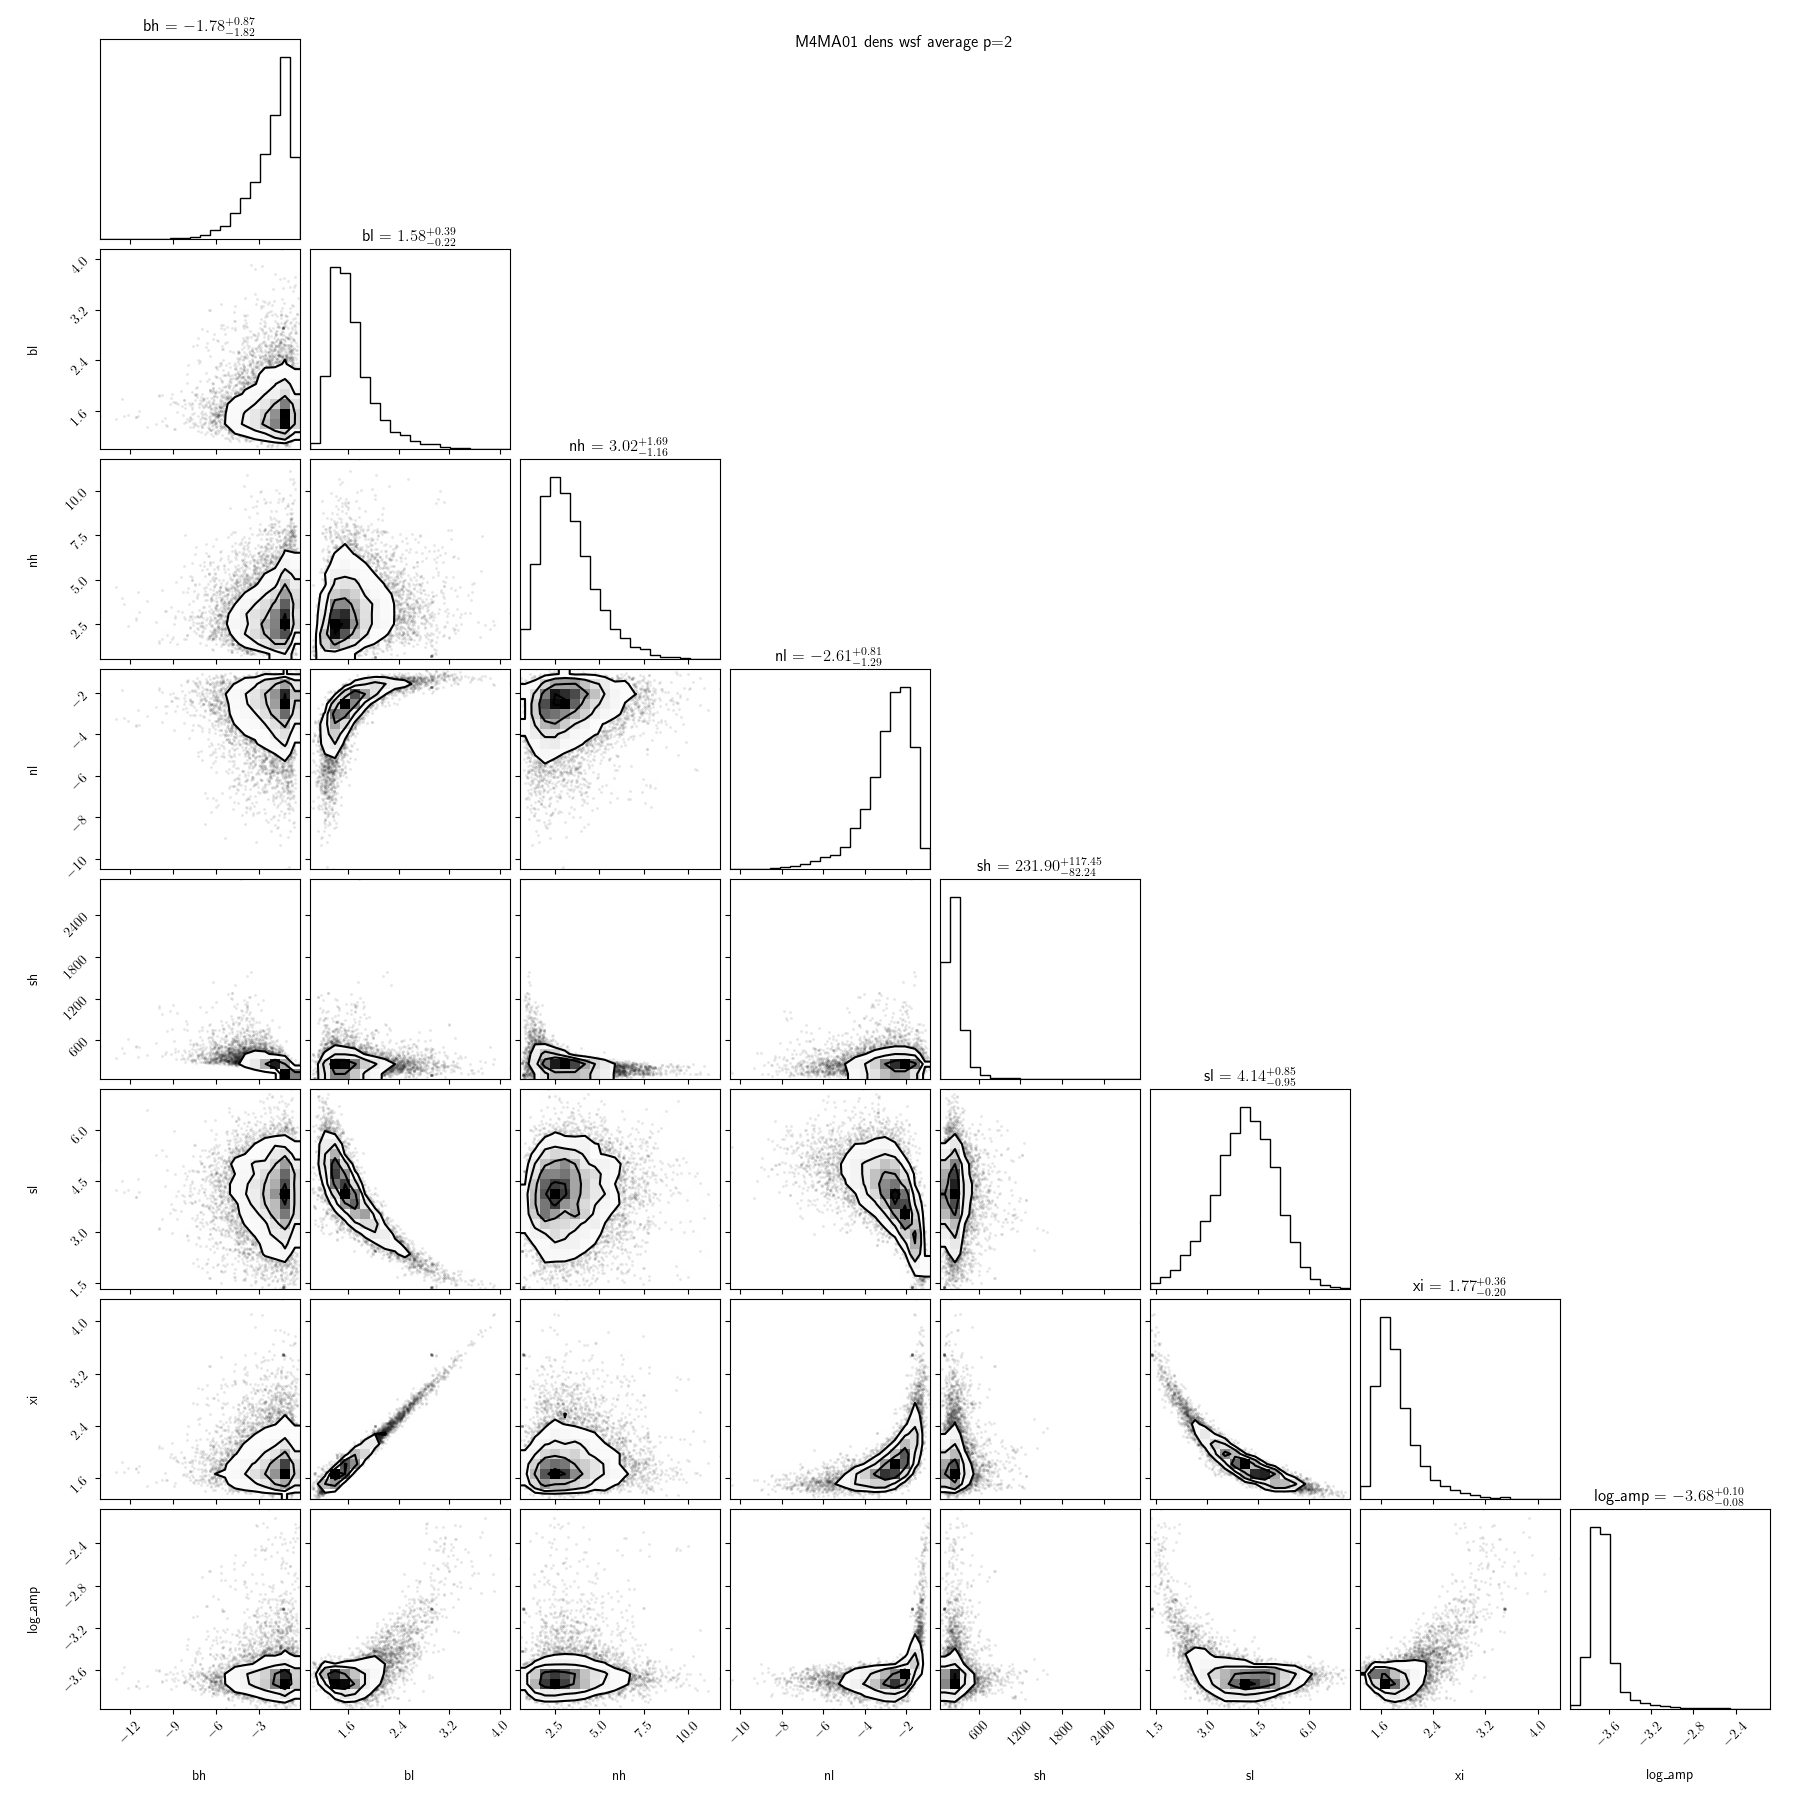 bh = −1.78+0.87−1.82
M4MA01 dens wsf average p=2
bl = 1.58+0.39−0.22
4.0
3.2
2.4
1.6
bl
nh = 3.02+1.69−1.16
10.0
7.5
5.0
2.5
nh
nl = −2.61+0.81−1.29
−2
−4
−6
−8
−10
nl
sh = 231.90+117.45−82.24
2400
1800
1200
600
sh
sl = 4.14+0.85−0.95
6.0
4.5
3.0
1.5
sl
xi = 1.77+0.36−0.20
4.0
3.2
2.4
1.6
xi
log_amp = −3.68+0.10−0.08
−2.4
−2.8
−3.2
−3.6
log_amp
−12 −9 −6 −3 1.6 2.4 3.2 4.0 2.5 5.0 7.5 10.0 −10 −8 −6 −4 −2 600 1200 1800 2400 1.5 3.0 4.5 6.0 1.6 2.4 3.2 4.0 −3.6 −3.2 −2.8 −2.4
bh bl nh nl sh sl xi log_amp